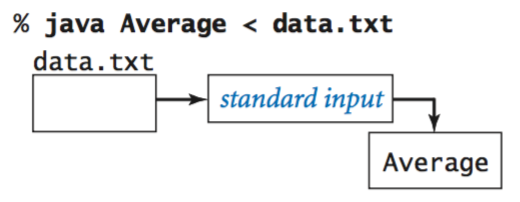 % java Average < data.txt
data.txt
standard input
Average